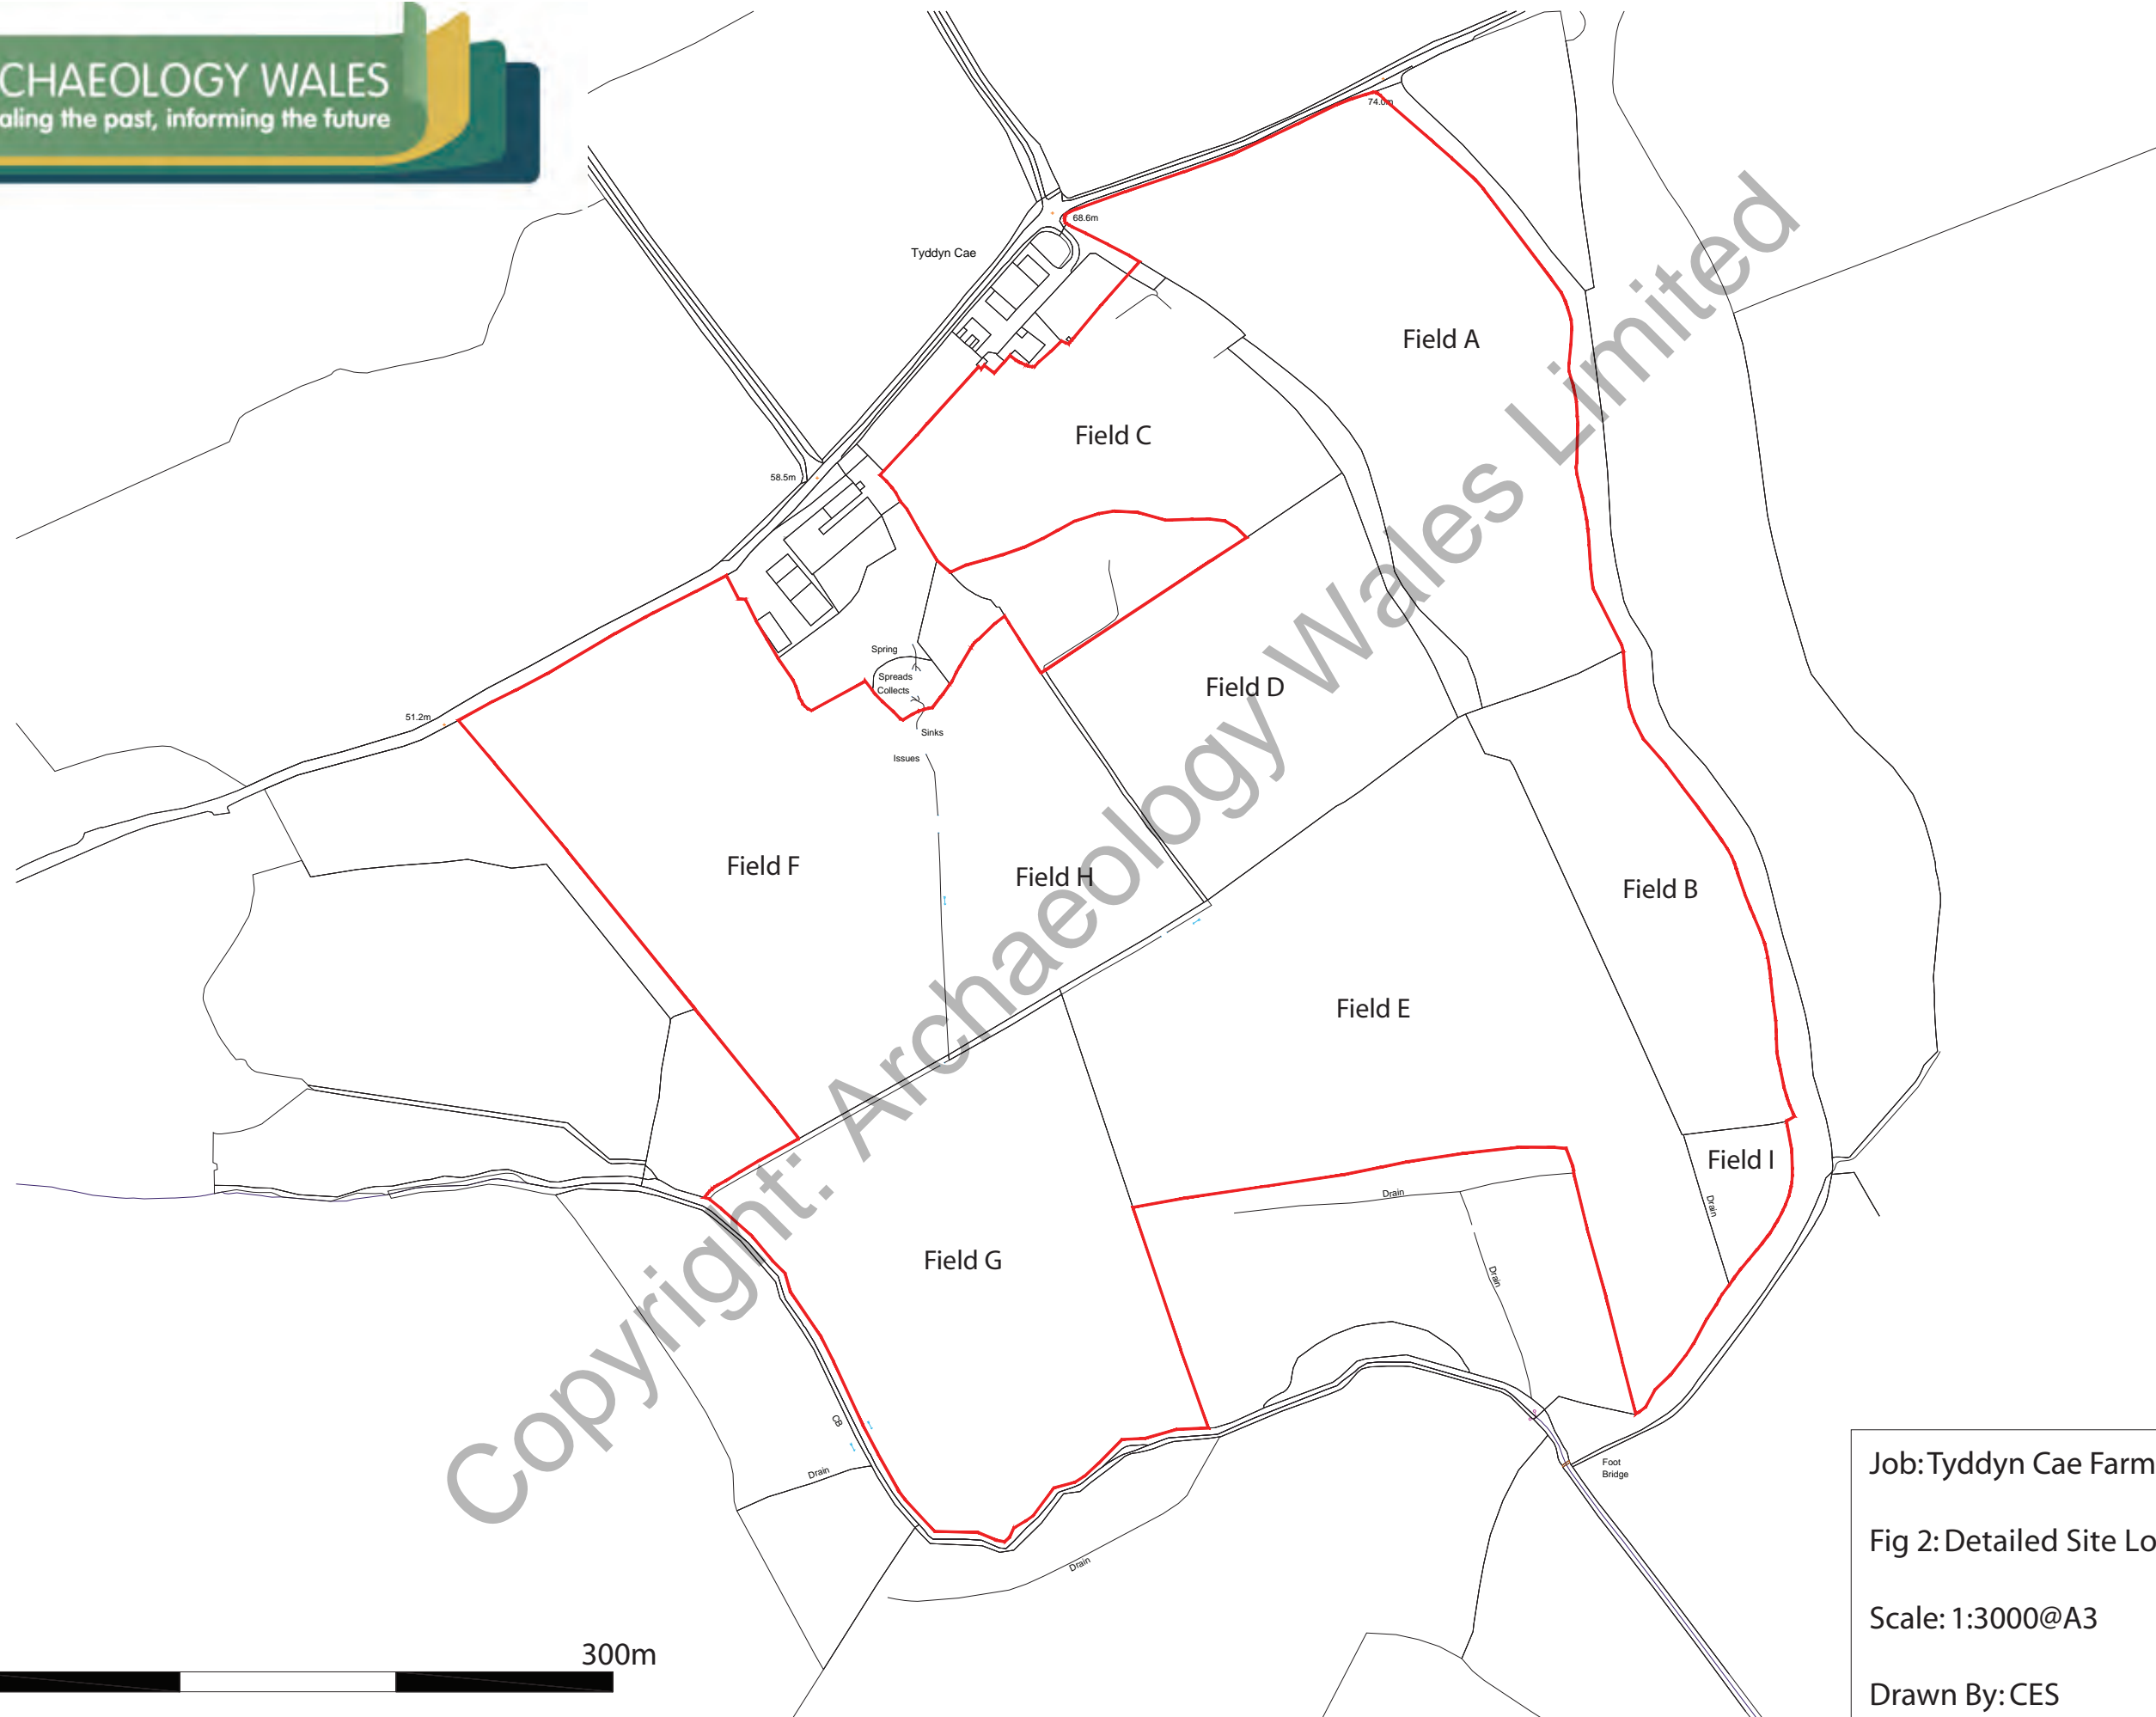 CHAEOLOGY WALES
aling the past, informing the future
74.0m
68.6m
Tyddyn Cae
Field A
Field C
58.5m
Spring
Spreads
Collects
Field D
51.2m
Sinks
Issues
Field F
Field H
Field B
Field E
Field I
Drain
Drain
Field G
Drain
CB
Drain
Foot
Bridge
Drain
Copyright: Archaeology Wales Limited
300m
Job: Tyddyn Cae Farm
Fig 2: Detailed Site Lo
Scale: 1:3000@A3
Drawn By: CES